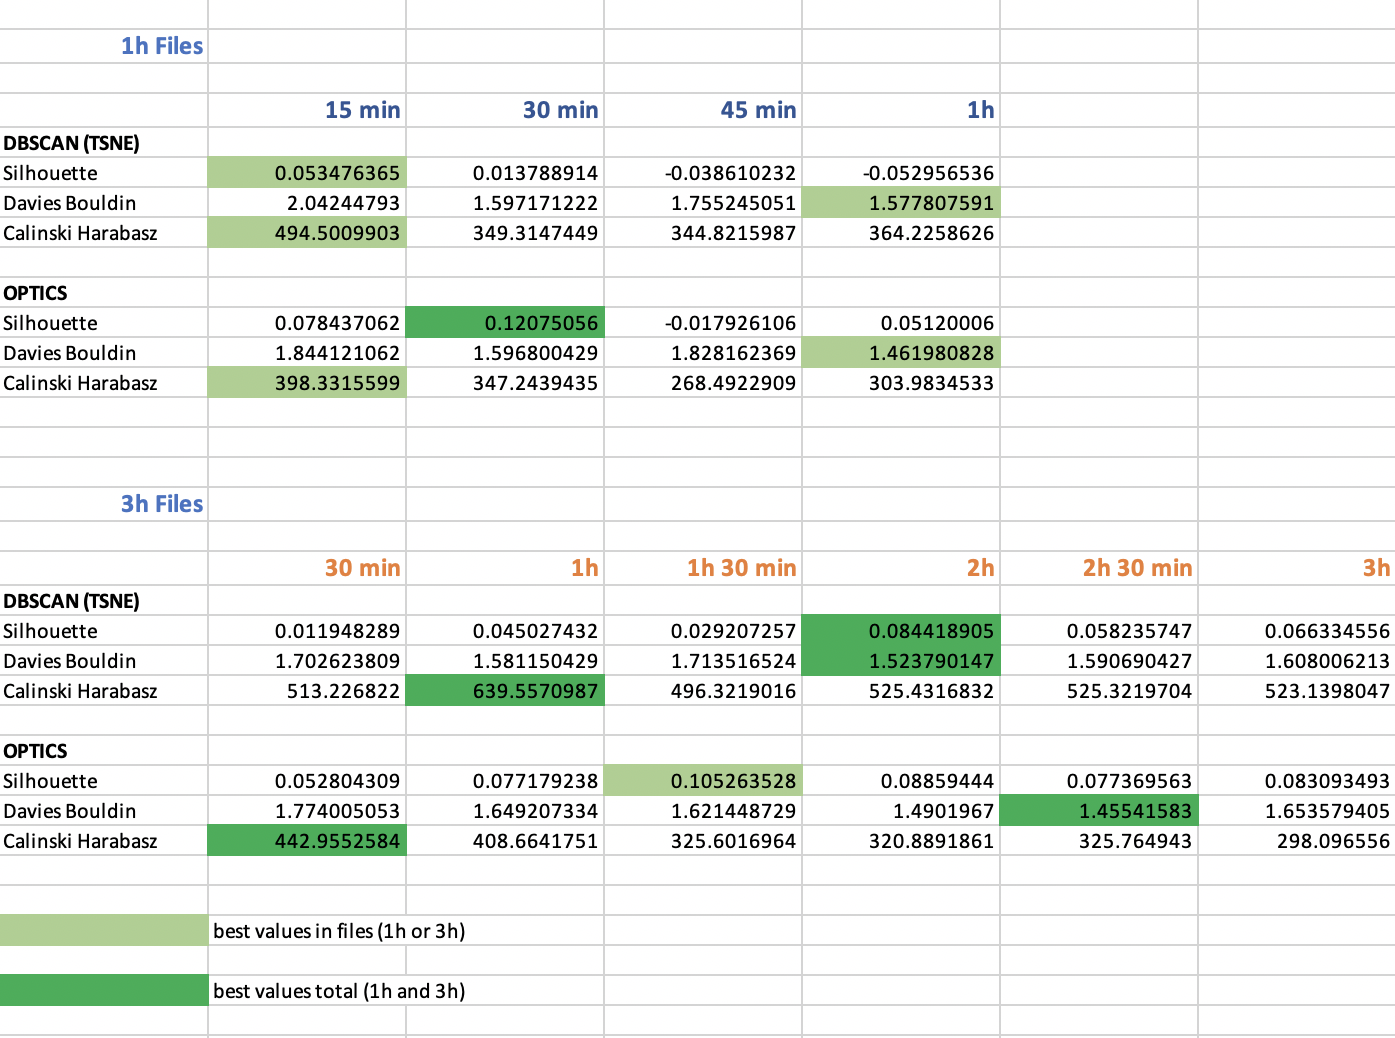 1h Files
15 min 30 min 45 min 1h
DBSCAN (TSNE)
Silhouette 0.053476365 0.013788914 -0.038610232 -0.052956536
Davies Bouldin 2.04244793 1.597171222 1.755245051 1.577807591
Calinski Harabasz 494.5009903 349.3147449 344.8215987 364.2258626
OPTICS
Silhouette 0.078437062 0.12075056 -0.017926106 0.05120006
Davies Bouldin 1.844121062 1.596800429 1.828162369 1.461980828
Calinski Harabasz 398.3315599 347.2439435 268.4922909 303.9834533
3h Files
30 min 1h 1h 30 min 2h 2h 30 min 3h
DBSCAN (TSNE)
Silhouette 0.011948289 0.045027432 0.029207257 0.084418905 0.058235747 0.066334556
Davies Bouldin 1.702623809 1.581150429 1.713516524 1.523790147 1.590690427 1.608006213
Calinski Harabasz 513.226822 639.5570987 496.3219016 525.4316832 525.3219704 523.1398047
OPTICS
Silhouette 0.052804309 0.077179238 0.105263528 0.08859444 0.077369563 0.083093493
Davies Bouldin 1.774005053 1.649207334 1.621448729 1.4901967 1.45541583 1.653579405
Calinski Harabasz 442.9552584 408.6641751 325.6016964 320.8891861 325.764943 298.096556
best values in files (1h or 3h)
best values total (1h and 3h)